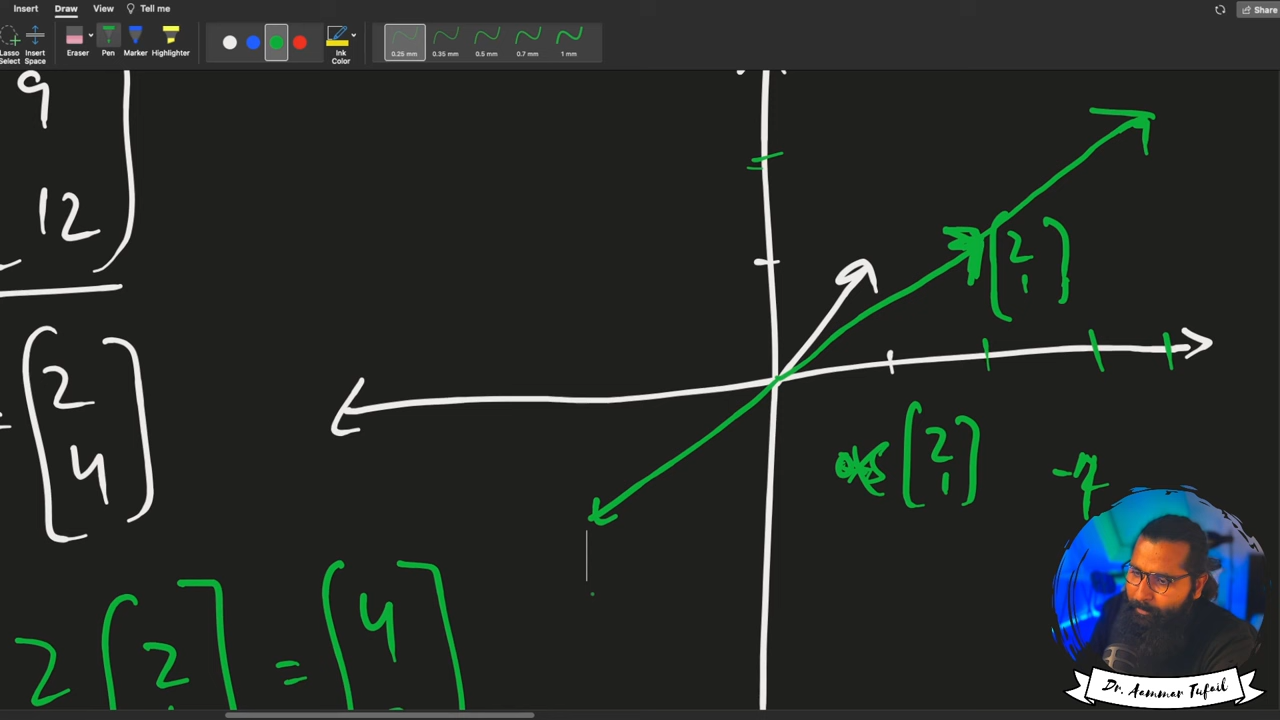 Insert Draw View Tell me
Share
Lasso Select
Insert Space
Eraser
Pen
Marker
Highlighter
Ink Color
0.25 mm
0.35 mm
0.5 mm
0.7 mm
1 mm
9
12
2
4
2
1
2
1
2 2 = 4
Dr. Aammar Tufail